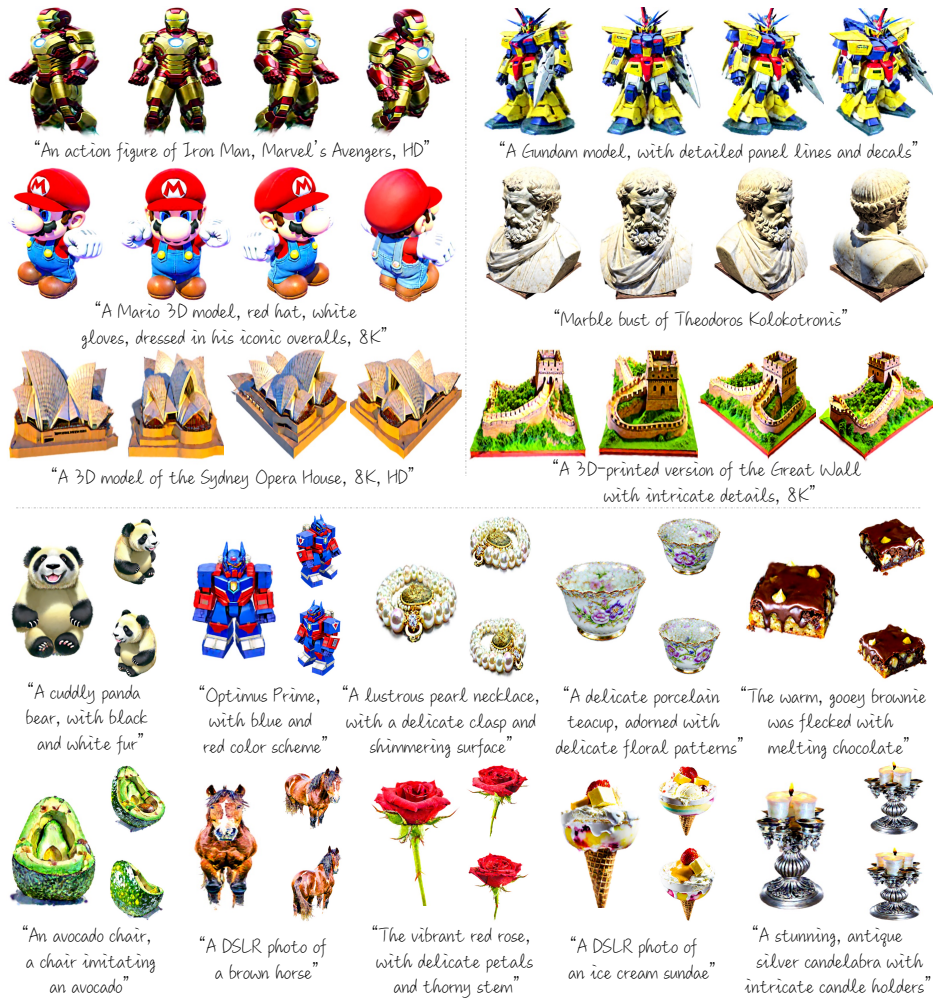 "An action figure of Iron Man, Marvel's Avengers, HD"
"A Gundam model, with detailed panel lines and decals"
M
M
M
"A Mario 3D model, red hat, white
gloves, dressed in his iconic overalls, 8K"
"Marble bust of Theodoros Kolokotronis"
"A 3D model of the Sydney Opera House, 8K, HD"
"A 3D-printed version of the Great Wall
with intricate details, 8K"
"A cuddly panda
bear, with black
and white fur"
"Optimus Prime,
with blue and
red color scheme"
"A lustrous pearl necklace,
with a delicate clasp and
shimmering surface"
"A delicate porcelain
teacup, adorned with
delicate floral patterns"
"The warm, gooey brownie
was flecked with
melting chocolate"
"An avocado chair,
a chair imitating
an avocado"
"A DSLR photo of
a brown horse"
"The vibrant red rose,
with delicate petals
and thorny stem"
"A DSLR photo of
an ice cream sundae"
"A stunning, antique
silver candelabra with
intricate candle holders"